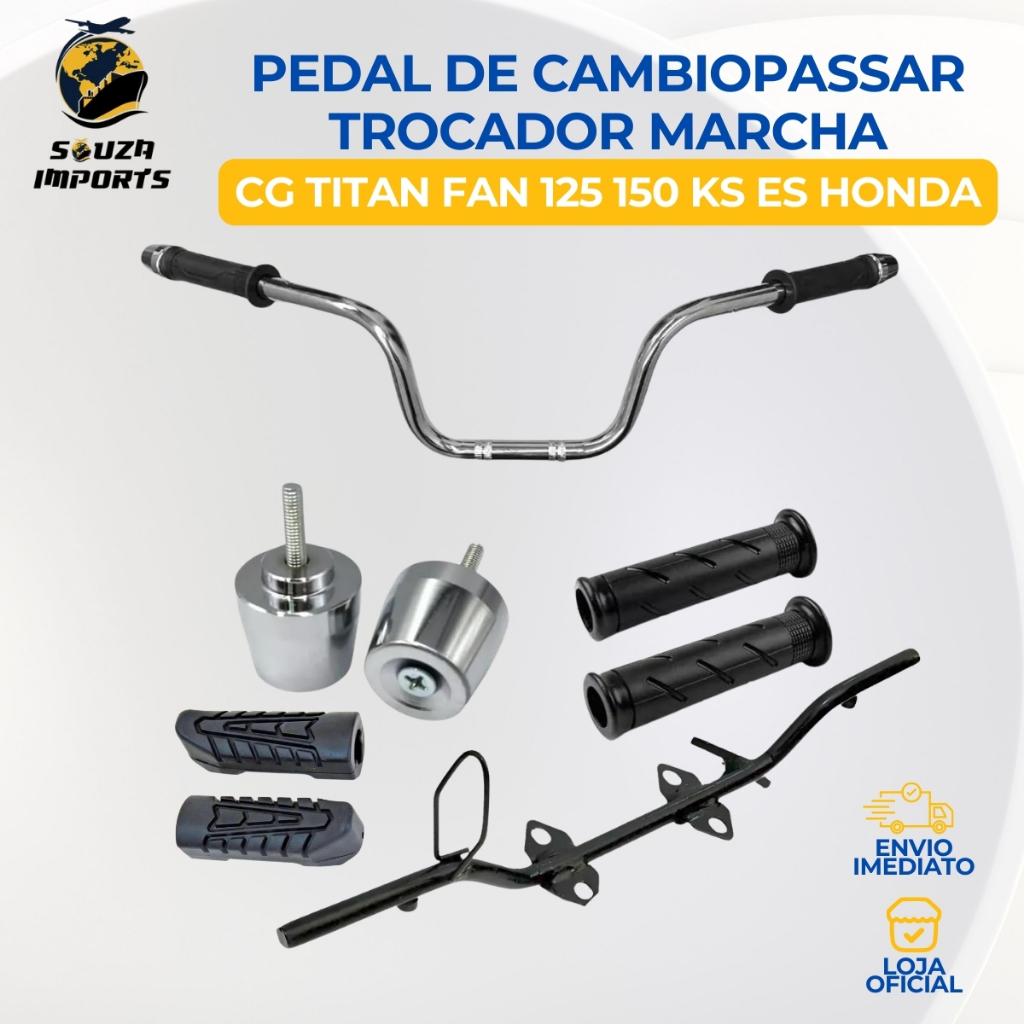 SOUZA
IMPORTS
PEDAL DE CAMBIOPASSAR
TROCADOR MARCHA
CG TITAN FAN 125 150 KS ES HONDA
ENVIO
IMEDIATO
LOJA
OFICIAL